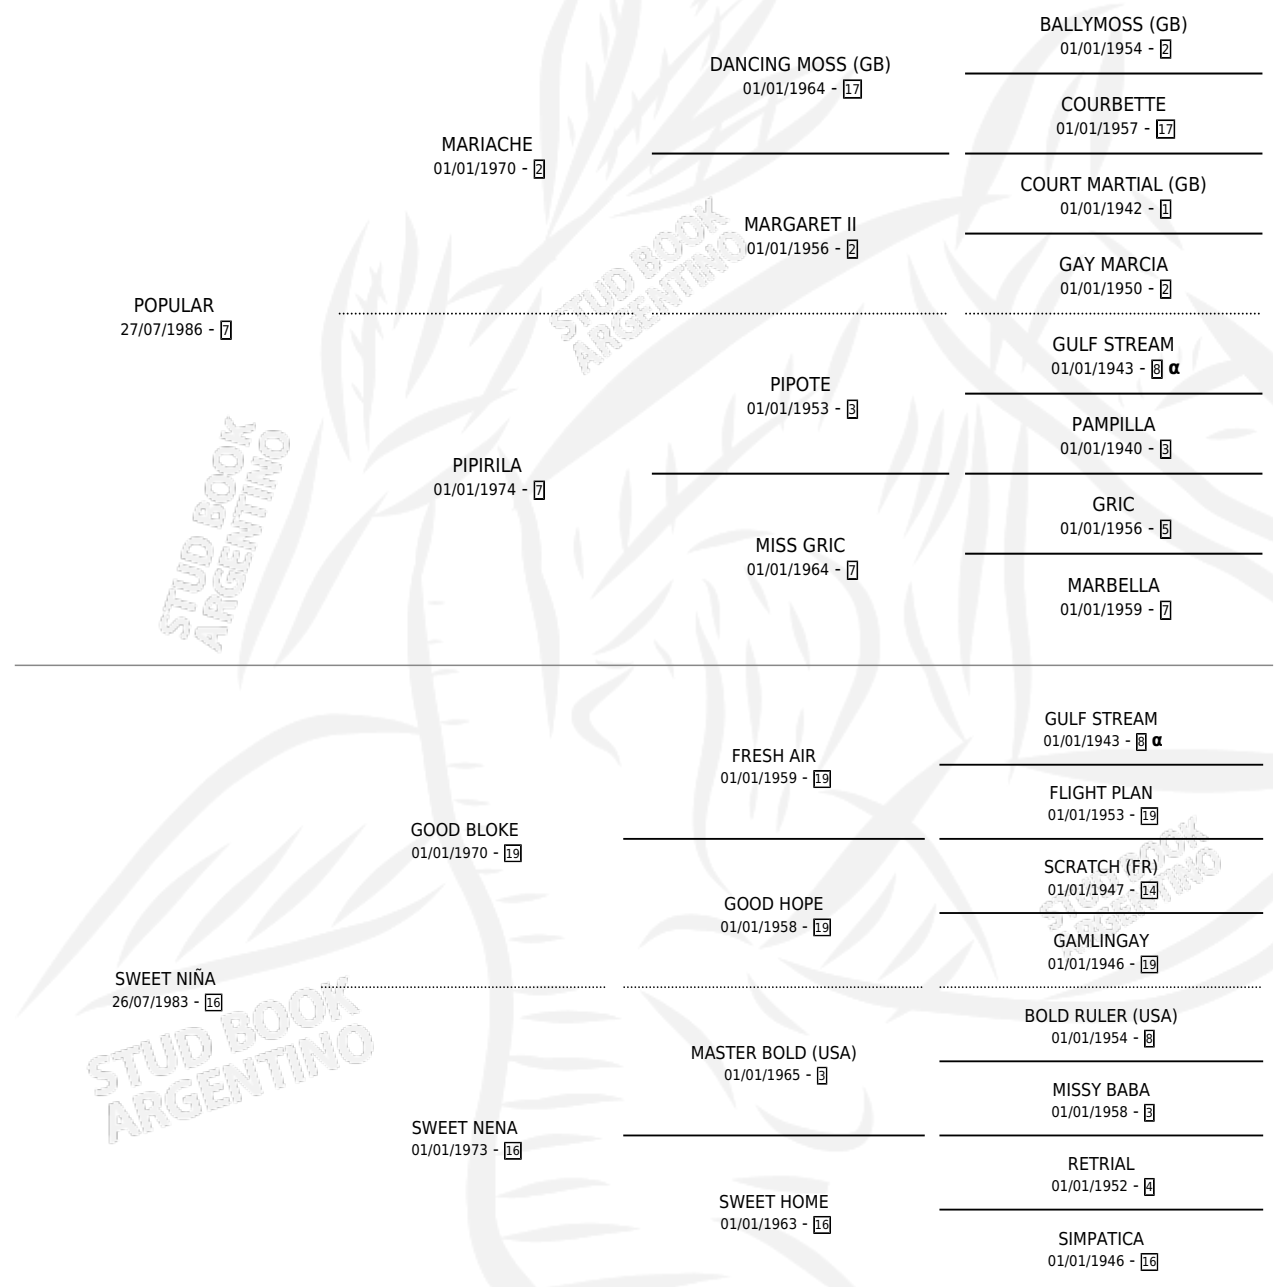 BALLYMOSS (GB)
01/01/1954 - 2
DANCING MOSS (GB)
01/01/1964 - 17
COURBETTE
01/01/1957 - 17
MARIACHE
01/01/1970 - 2
COURT MARTIAL (GB)
01/01/1942 - 1
MARGARET II
01/01/1956 - 2
GAY MARCIA
01/01/1950 - 2
POPULAR
27/07/1986 - 7
GULF STREAM
01/01/1943 - 8 α
PIPOTE
01/01/1953 - 3
PAMPILLA
01/01/1940 - 3
PIPIRILA
01/01/1974 - 7
GRIC
01/01/1956 - 5
MISS GRIC
01/01/1964 - 7
MARBELLA
01/01/1959 - 7
STUD BOOK
ARGENTINO
STUD BOOK
ARGENTINO
GULF STREAM
01/01/1943 - 8 α
FRESH AIR
01/01/1959 - 19
FLIGHT PLAN
01/01/1953 - 19
GOOD BLOKE
01/01/1970 - 19
SCRATCH (FR)
01/01/1947 - 14
GOOD HOPE
01/01/1958 - 19
GAMLINGAY
01/01/1946 - 19
SWEET NIÑA
26/07/1983 - 16
BOLD RULER (USA)
01/01/1954 - 8
MASTER BOLD (USA)
01/01/1965 - 3
MISSY BABA
01/01/1958 - 3
SWEET NENA
01/01/1973 - 16
RETRIAL
01/01/1952 - 4
SWEET HOME
01/01/1963 - 16
SIMPATICA
01/01/1946 - 16
STUD BOOK
ARGENTINO
STUD BOOK
ARGENTINO